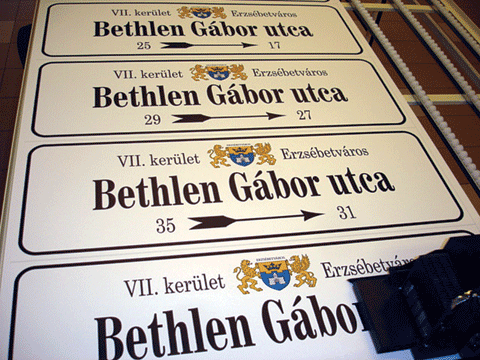 VII. kerület Erzsébetváros
Bethlen Gábor utca
25 17
VII. kerület Erzsébetváros
Bethlen Gábor utca
29 27
VII. kerület Erzsébetváros
Bethlen Gábor utca
35 31
VII. kerület Erzsébetváros
Bethlen Gábor